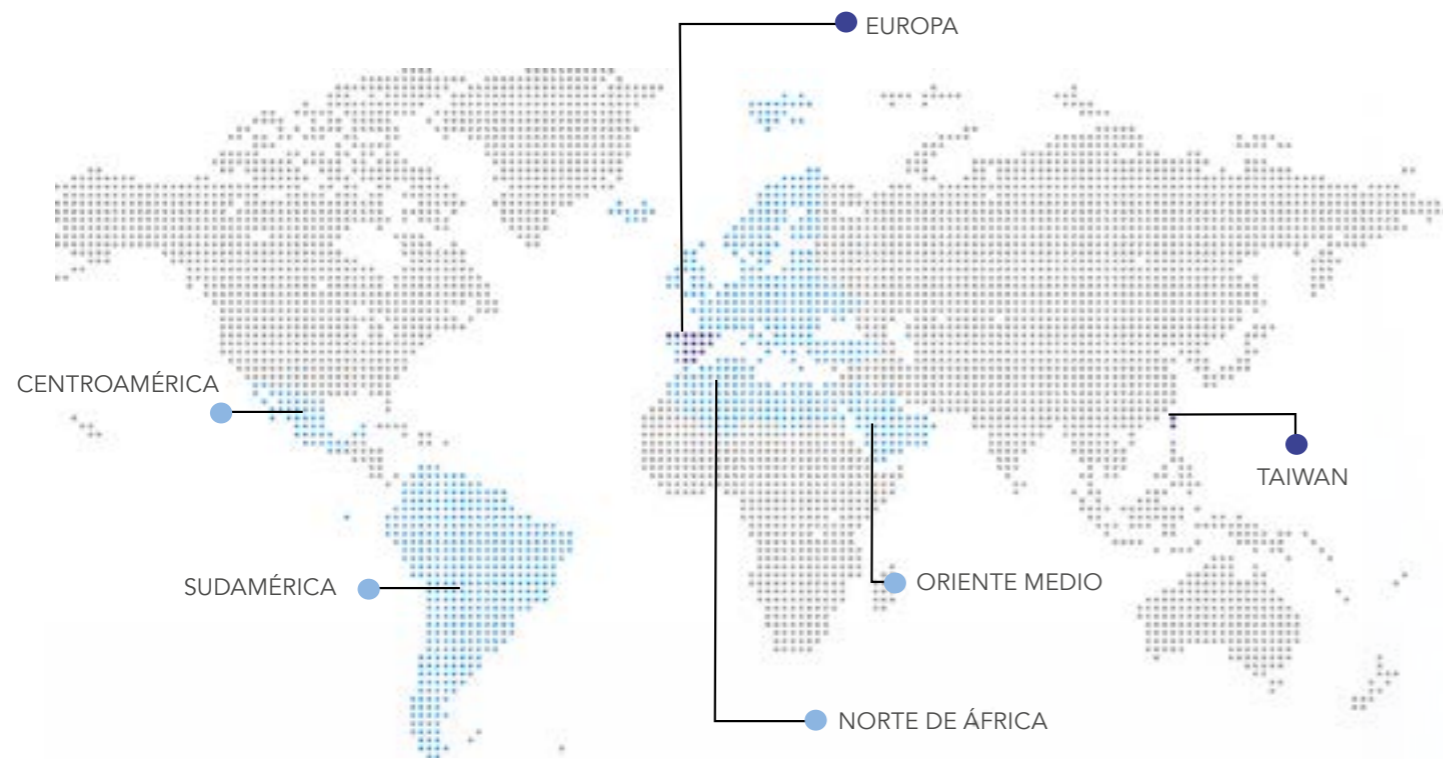 EUROPA
CENTROAMÉRICA
TAIWAN
SUDAMÉRICA
ORIENTE MEDIO
NORTE DE ÁFRICA